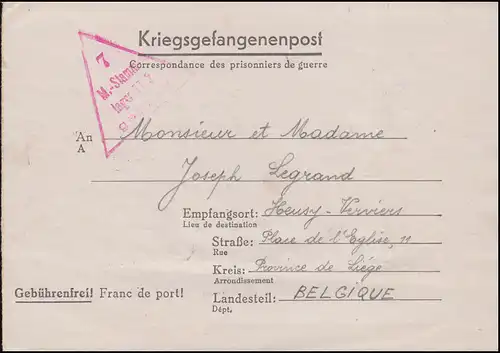 Kriegsgefangenenpost
Correspondance des prisonniers de guerre
7
M.-Stamm
lager
An Monsieur et Madame
A
Joseph Legrand
Empfangsort: Heusy-Verviers
Lieu de destination
Straße: Place de l'Eglise, 11
Rue
Kreis: Province de Liége
Arrondissement
Gebührenfrei! Franc de port!
Landesteil: BELGIQUE
Dépt.